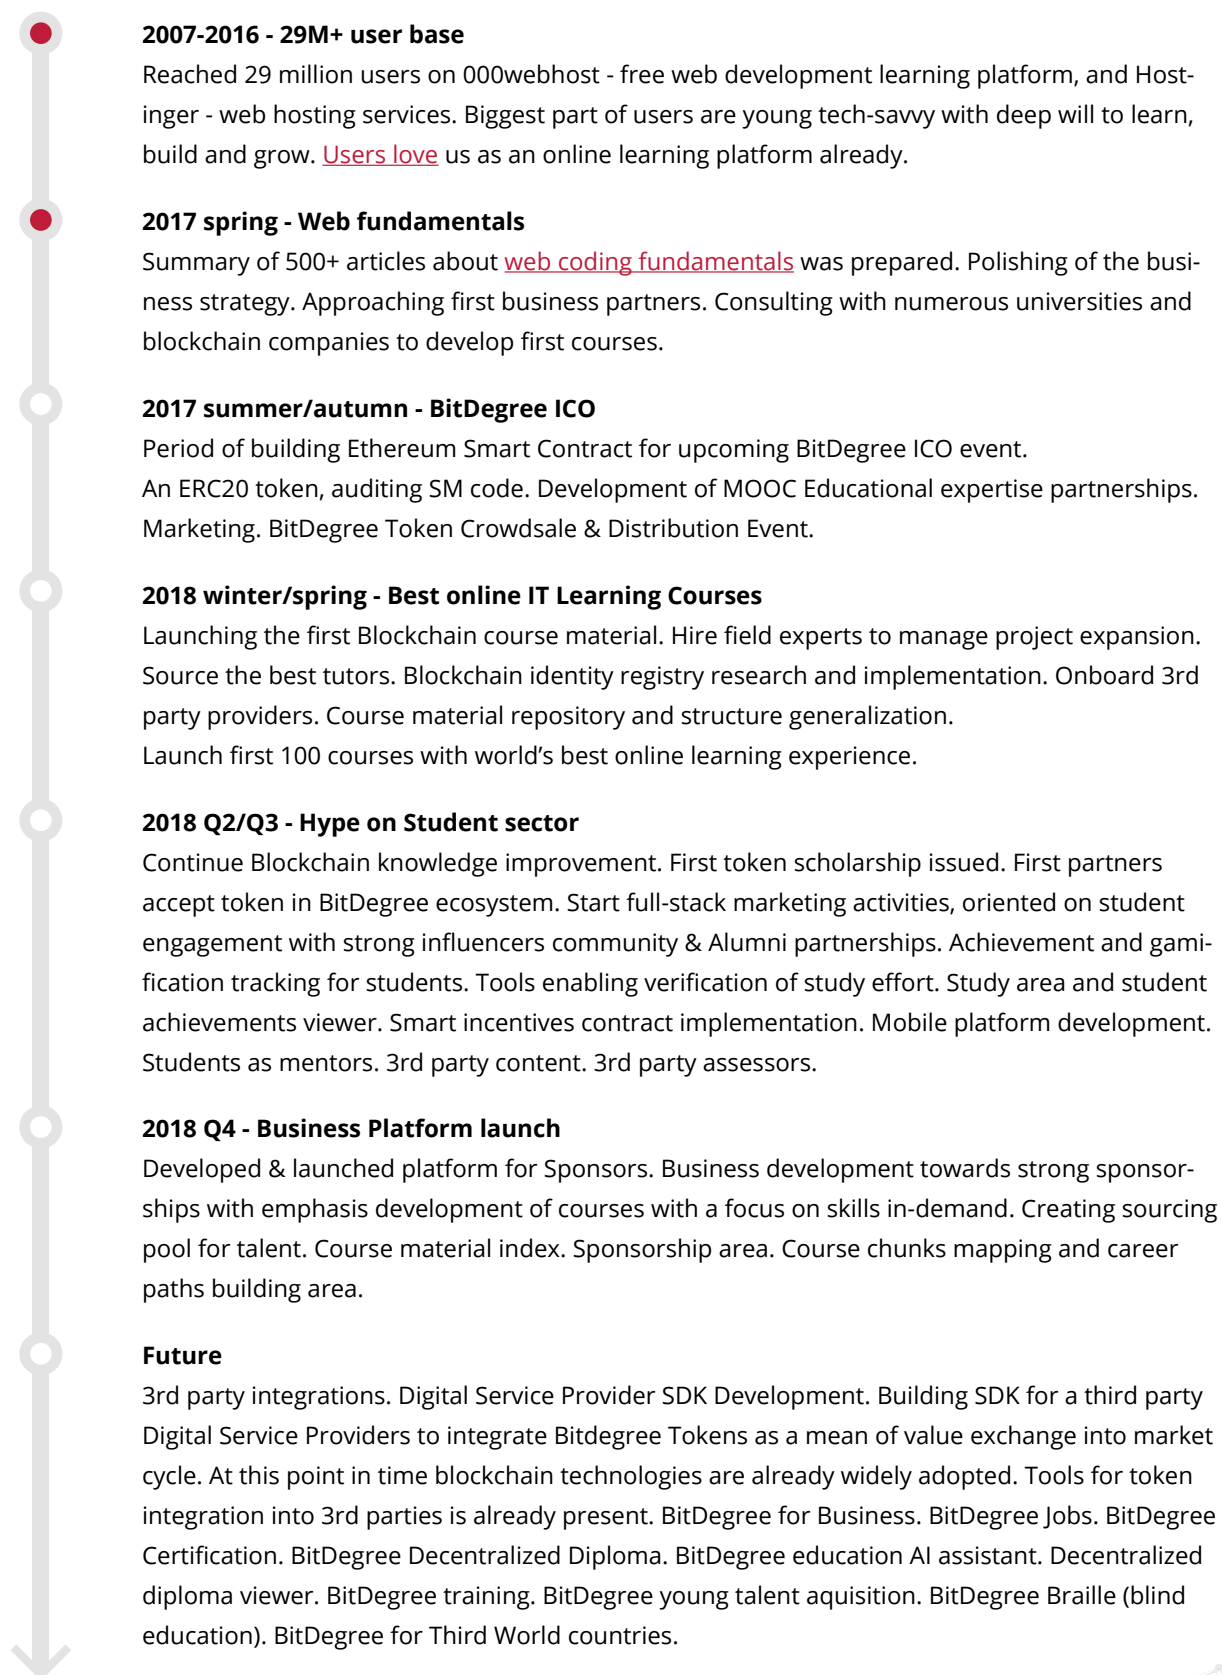 2007-2016 - 29M+ user base
Reached 29 million users on 000webhost - free web development learning platform, and Host-
inger - web hosting services. Biggest part of users are young tech-savvy with deep will to learn,
build and grow. Users love us as an online learning platform already.
2017 spring - Web fundamentals
Summary of 500+ articles about web coding fundamentals was prepared. Polishing of the busi-
ness strategy. Approaching first business partners. Consulting with numerous universities and
blockchain companies to develop first courses.
2017 summer/autumn - BitDegree ICO
Period of building Ethereum Smart Contract for upcoming BitDegree ICO event.
An ERC20 token, auditing SM code. Development of MOOC Educational expertise partnerships.
Marketing. BitDegree Token Crowdsale & Distribution Event.
2018 winter/spring - Best online IT Learning Courses
Launching the first Blockchain course material. Hire field experts to manage project expansion.
Source the best tutors. Blockchain identity registry research and implementation. Onboard 3rd
party providers. Course material repository and structure generalization.
Launch first 100 courses with world’s best online learning experience.
2018 Q2/Q3 - Hype on Student sector
Continue Blockchain knowledge improvement. First token scholarship issued. First partners
accept token in BitDegree ecosystem. Start full-stack marketing activities, oriented on student
engagement with strong influencers community & Alumni partnerships. Achievement and gami-
fication tracking for students. Tools enabling verification of study effort. Study area and student
achievements viewer. Smart incentives contract implementation. Mobile platform development.
Students as mentors. 3rd party content. 3rd party assessors.
2018 Q4 - Business Platform launch
Developed & launched platform for Sponsors. Business development towards strong sponsor-
ships with emphasis development of courses with a focus on skills in-demand. Creating sourcing
pool for talent. Course material index. Sponsorship area. Course chunks mapping and career
paths building area.
Future
3rd party integrations. Digital Service Provider SDK Development. Building SDK for a third party
Digital Service Providers to integrate Bitdegree Tokens as a mean of value exchange into market
cycle. At this point in time blockchain technologies are already widely adopted. Tools for token
integration into 3rd parties is already present. BitDegree for Business. BitDegree Jobs. BitDegree
Certification. BitDegree Decentralized Diploma. BitDegree education AI assistant. Decentralized
diploma viewer. BitDegree training. BitDegree young talent aquisition. BitDegree Braille (blind
education). BitDegree for Third World countries.